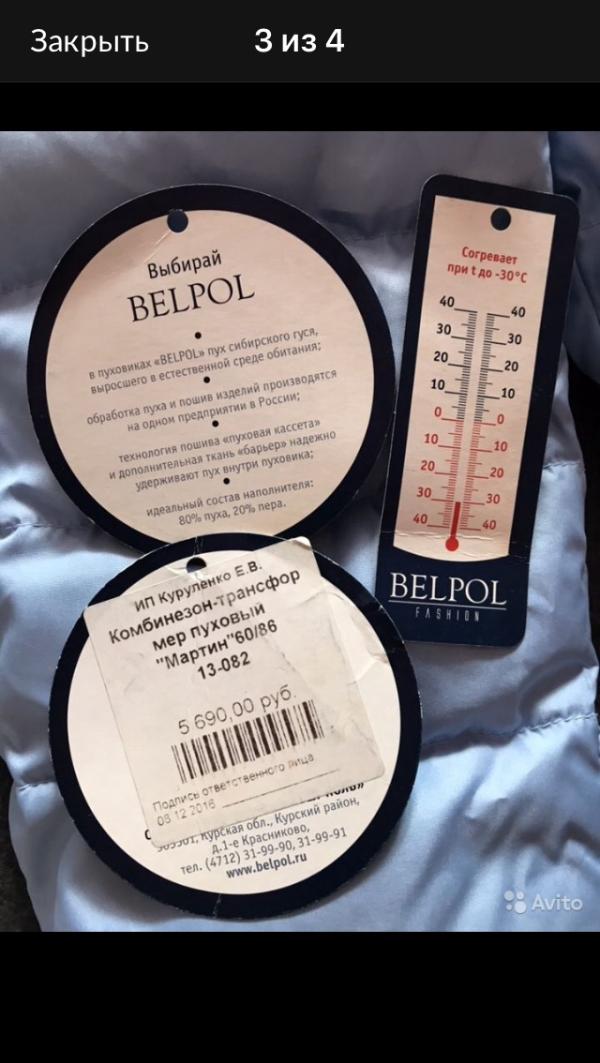 Закрыть
3 из 4
Выбирай
BELPOL
в пуховиках «BELPOL» пух сибирского гуся,
выросшего в естественной среде обитания;
обработка пуха и пошив изделий производятся
на одном предприятии в России;
технология пошива «пуховая кассета»
и дополнительная ткань «барьер» надежно
удерживают пух внутри пуховика;
идеальный состав наполнителя:
80% пуха, 20% пера.
Согревает
при t до -30°C
40 40
30 30
20 20
10 10
0 0
10 10
20 20
30 30
40 40
BELPOL
FASHION
ИП Куруленко Е.В.
Комбинезон-трансфор
мер пуховый
"Мартин"60/86
13-082
5 690,00 руб.
Подпись ответственного лица
08 12 2016
Курская обл., Курский район,
д.1-е Красниково,
тел. (4712) 31-99-90, 31-99-91
www.belpol.ru
Avito